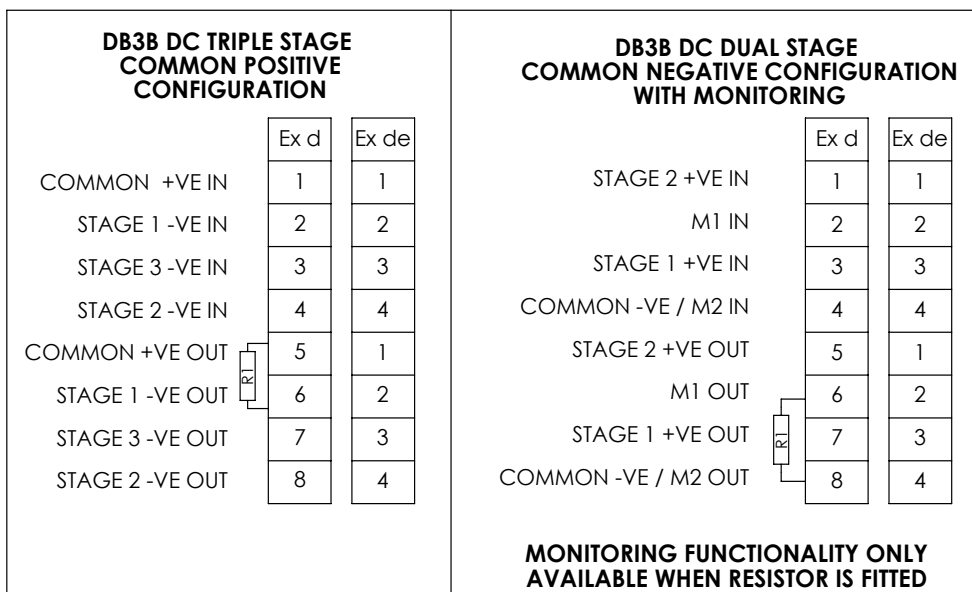 DB3B DC TRIPLE STAGE
COMMON POSITIVE
CONFIGURATION
Ex d Ex de
COMMON +VE IN 1 1
STAGE 1 -VE IN 2 2
STAGE 3 -VE IN 3 3
STAGE 2 -VE IN 4 4
COMMON +VE OUT 5 1
R1
STAGE 1 -VE OUT 6 2
STAGE 3 -VE OUT 7 3
STAGE 2 -VE OUT 8 4
DB3B DC DUAL STAGE
COMMON NEGATIVE CONFIGURATION
WITH MONITORING
Ex d Ex de
STAGE 2 +VE IN 1 1
M1 IN 2 2
STAGE 1 +VE IN 3 3
COMMON -VE / M2 IN 4 4
STAGE 2 +VE OUT 5 1
M1 OUT 6 2
STAGE 1 +VE OUT R1 7 3
COMMON -VE / M2 OUT 8 4
MONITORING FUNCTIONALITY ONLY
AVAILABLE WHEN RESISTOR IS FITTED